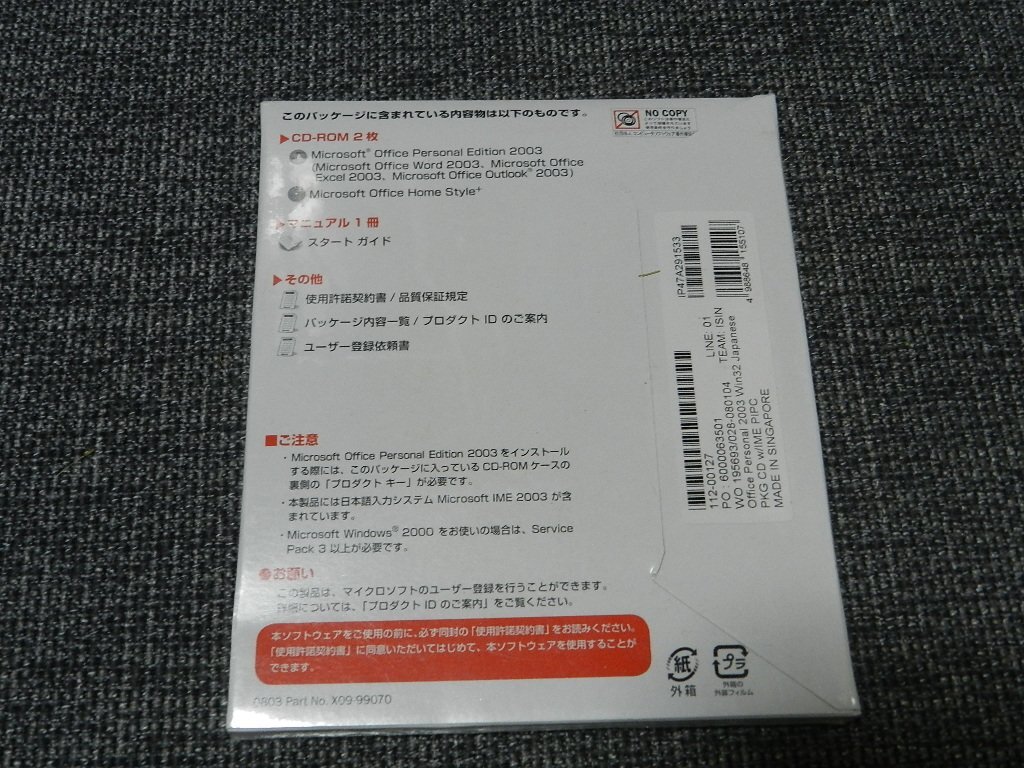 このパッケージに含まれている内容物は以下のものです。
NO COPY
▶CD-ROM 2 枚
Microsoft® Office Personal Edition 2003
(Microsoft Office Word 2003、Microsoft Office
Excel 2003、Microsoft Office Outlook® 2003)
Microsoft Office Home Style+
▶マニュアル 1 冊
スタート ガイド
▶その他
使用許諾契約書 / 品質保証規定
パッケージ内容一覧 / プロダクト ID のご案内
ユーザー登録依頼書
■ご注意
・Microsoft Office Personal Edition 2003 をインストール
する際には、このパッケージに入っている CD-ROM ケースの
裏側の「プロダクト キー」が必要です。
・本製品には日本語入力システム Microsoft IME 2003 が含
まれています。
・Microsoft Windows® 2000 をお使いの場合は、Service
Pack 3 以上が必要です。
●お願い
この製品は、マイクロソフトのユーザー登録を行うことができます。
詳細については、「プロダクト ID のご案内」をご覧ください。
本ソフトウェアをご使用の前に、必ず同封の「使用許諾契約書」をお読みください。
「使用許諾契約書」に同意いただいてはじめて、本ソフトウェアを使用することが
できます。
0803 Part No. X09-99070
紙
外箱
プラ
外箱の
外装フィルム
IP47A291533
4 988648 155107
112-00127 LINE: 01
PO : 6000063501 TEAM: ISIN
WO 195693/028-080104
Office Personal 2003 Win32 Japanese
PKG CD w/IME PIPC
MADE IN SINGAPORE